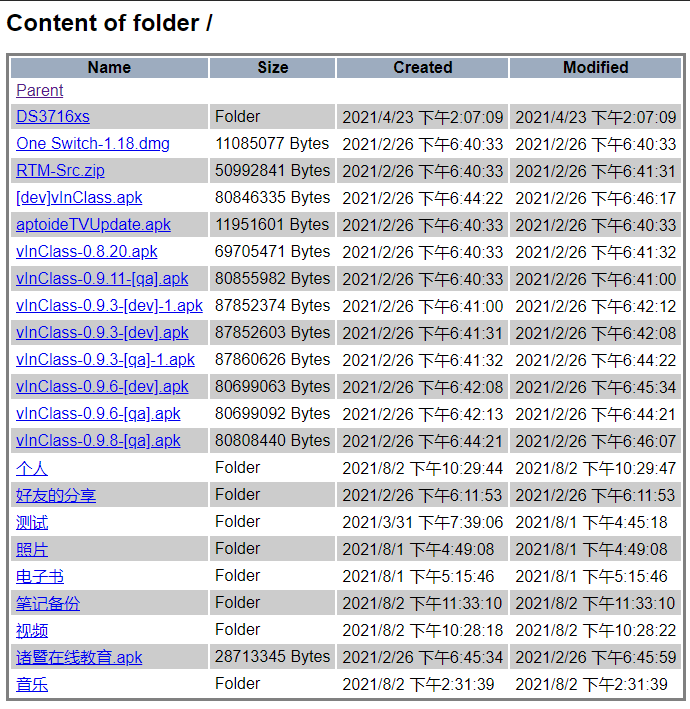 Content of folder /
Name Size Created Modified
Parent
DS3716xs Folder 2021/4/23 下午2:07:09 2021/4/23 下午2:07:09
One Switch-1.18.dmg 11085077 Bytes 2021/2/26 下午6:40:33 2021/2/26 下午6:40:33
RTM-Src.zip 50992841 Bytes 2021/2/26 下午6:40:33 2021/2/26 下午6:41:31
[dev]vlnClass.apk 80846335 Bytes 2021/2/26 下午6:44:22 2021/2/26 下午6:46:17
aptoideTVUpdate.apk 11951601 Bytes 2021/2/26 下午6:40:33 2021/2/26 下午6:40:33
vlnClass-0.8.20.apk 69705471 Bytes 2021/2/26 下午6:40:33 2021/2/26 下午6:41:32
vlnClass-0.9.11-[qa].apk 80855982 Bytes 2021/2/26 下午6:40:33 2021/2/26 下午6:41:00
vlnClass-0.9.3-[dev]-1.apk 87852374 Bytes 2021/2/26 下午6:41:00 2021/2/26 下午6:42:12
vlnClass-0.9.3-[dev].apk 87852603 Bytes 2021/2/26 下午6:41:31 2021/2/26 下午6:42:08
vlnClass-0.9.3-[qa]-1.apk 87860626 Bytes 2021/2/26 下午6:41:32 2021/2/26 下午6:44:22
vlnClass-0.9.6-[dev].apk 80699063 Bytes 2021/2/26 下午6:42:08 2021/2/26 下午6:45:34
vlnClass-0.9.6-[qa].apk 80699092 Bytes 2021/2/26 下午6:42:13 2021/2/26 下午6:44:21
vlnClass-0.9.8-[qa].apk 80808440 Bytes 2021/2/26 下午6:44:21 2021/2/26 下午6:46:07
个人 Folder 2021/8/2 下午10:29:44 2021/8/2 下午10:29:47
好友的分享 Folder 2021/2/26 下午6:11:53 2021/2/26 下午6:11:53
测试 Folder 2021/3/31 下午7:39:06 2021/8/1 下午4:45:18
照片 Folder 2021/8/1 下午4:49:08 2021/8/1 下午4:49:08
电子书 Folder 2021/8/1 下午5:15:46 2021/8/1 下午5:15:46
笔记备份 Folder 2021/8/2 下午11:33:10 2021/8/2 下午11:33:10
视频 Folder 2021/8/2 下午10:28:18 2021/8/2 下午10:28:22
诸暨在线教育.apk 28713345 Bytes 2021/2/26 下午6:45:34 2021/2/26 下午6:45:59
音乐 Folder 2021/8/2 下午2:31:39 2021/8/2 下午2:31:39